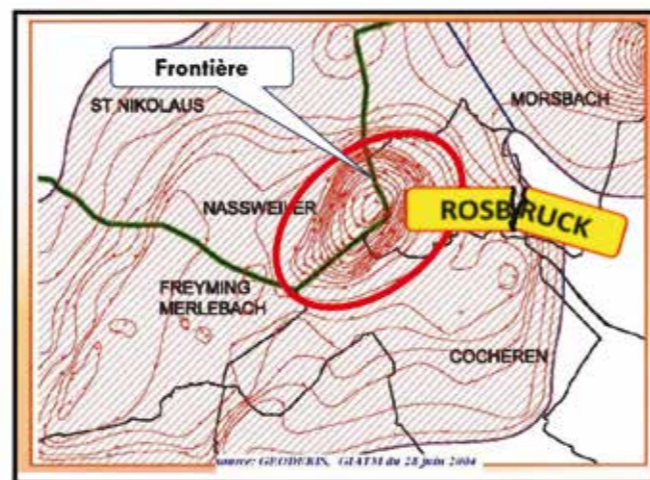 Frontière
ST NIKOLAUS
MORSBACH
NASSWEILER
ROSBRUCK
FREYMING
MERLEBACH
COCHEREN
source: GEODERIS, GIATM du 28 juin 2004